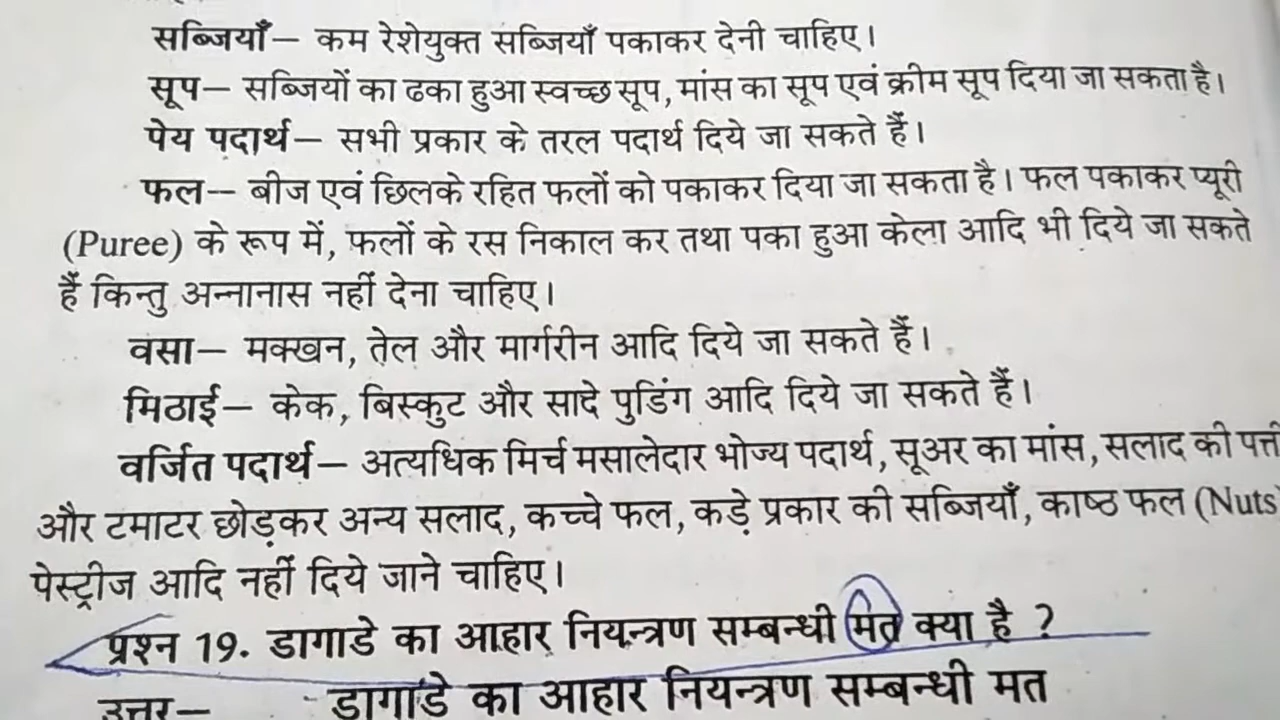 सब्जियाँ– कम रेशेयुक्त सब्जियाँ पकाकर देनी चाहिए।
सूप– सब्जियों का ढका हुआ स्वच्छ सूप, मांस का सूप एवं क्रीम सूप दिया जा सकता है।
पेय पदार्थ– सभी प्रकार के तरल पदार्थ दिये जा सकते हैं।
फल– बीज एवं छिलके रहित फलों को पकाकर दिया जा सकता है। फल पकाकर प्यूरी
(Puree) के रूप में, फलों के रस निकाल कर तथा पका हुआ केला आदि भी दिये जा सकते
हैं किन्तु अन्नानास नहीं देना चाहिए।
वसा– मक्खन, तेल और मार्गरीन आदि दिये जा सकते हैं।
मिठाई– केक, बिस्कुट और सादे पुडिंग आदि दिये जा सकते हैं।
वर्जित पदार्थ– अत्यधिक मिर्च मसालेदार भोज्य पदार्थ, सूअर का मांस, सलाद की पत्ती
और टमाटर छोड़कर अन्य सलाद, कच्चे फल, कड़े प्रकार की सब्जियाँ, काष्ठ फल (Nuts)
पेस्ट्रीज आदि नहीं दिये जाने चाहिए।
प्रश्न 19. डागाडे का आहार नियन्त्रण सम्बन्धी मत क्या है ?
उत्तर– डागाडे का आहार नियन्त्रण सम्बन्धी मत